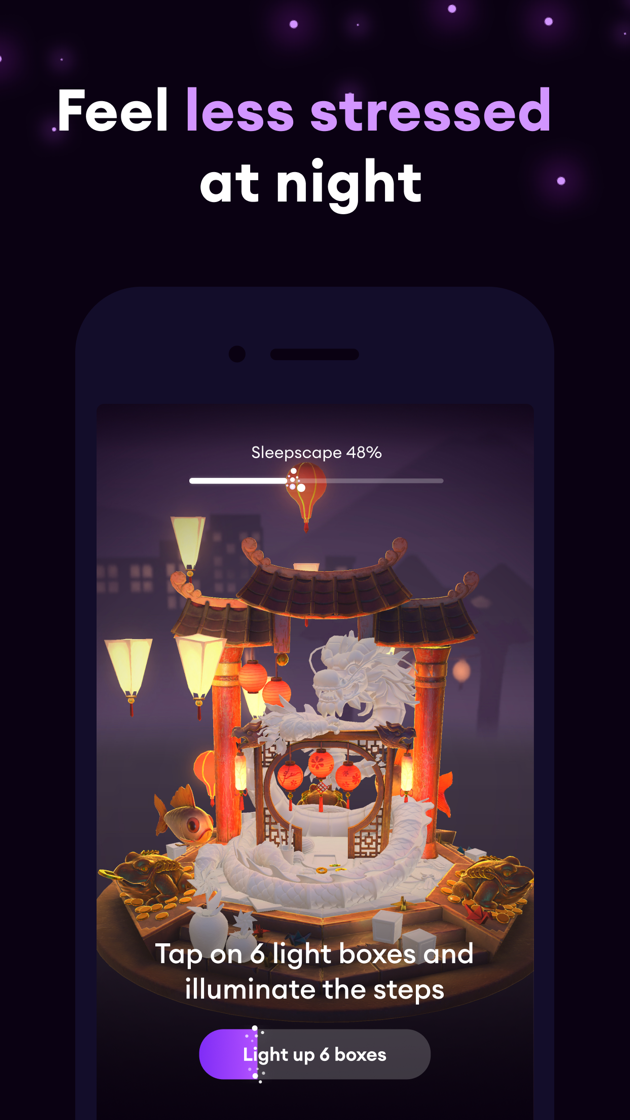 Feel less stressed
at night
Sleepscape 48%
Tap on 6 light boxes and
illuminate the steps
Light up 6 boxes